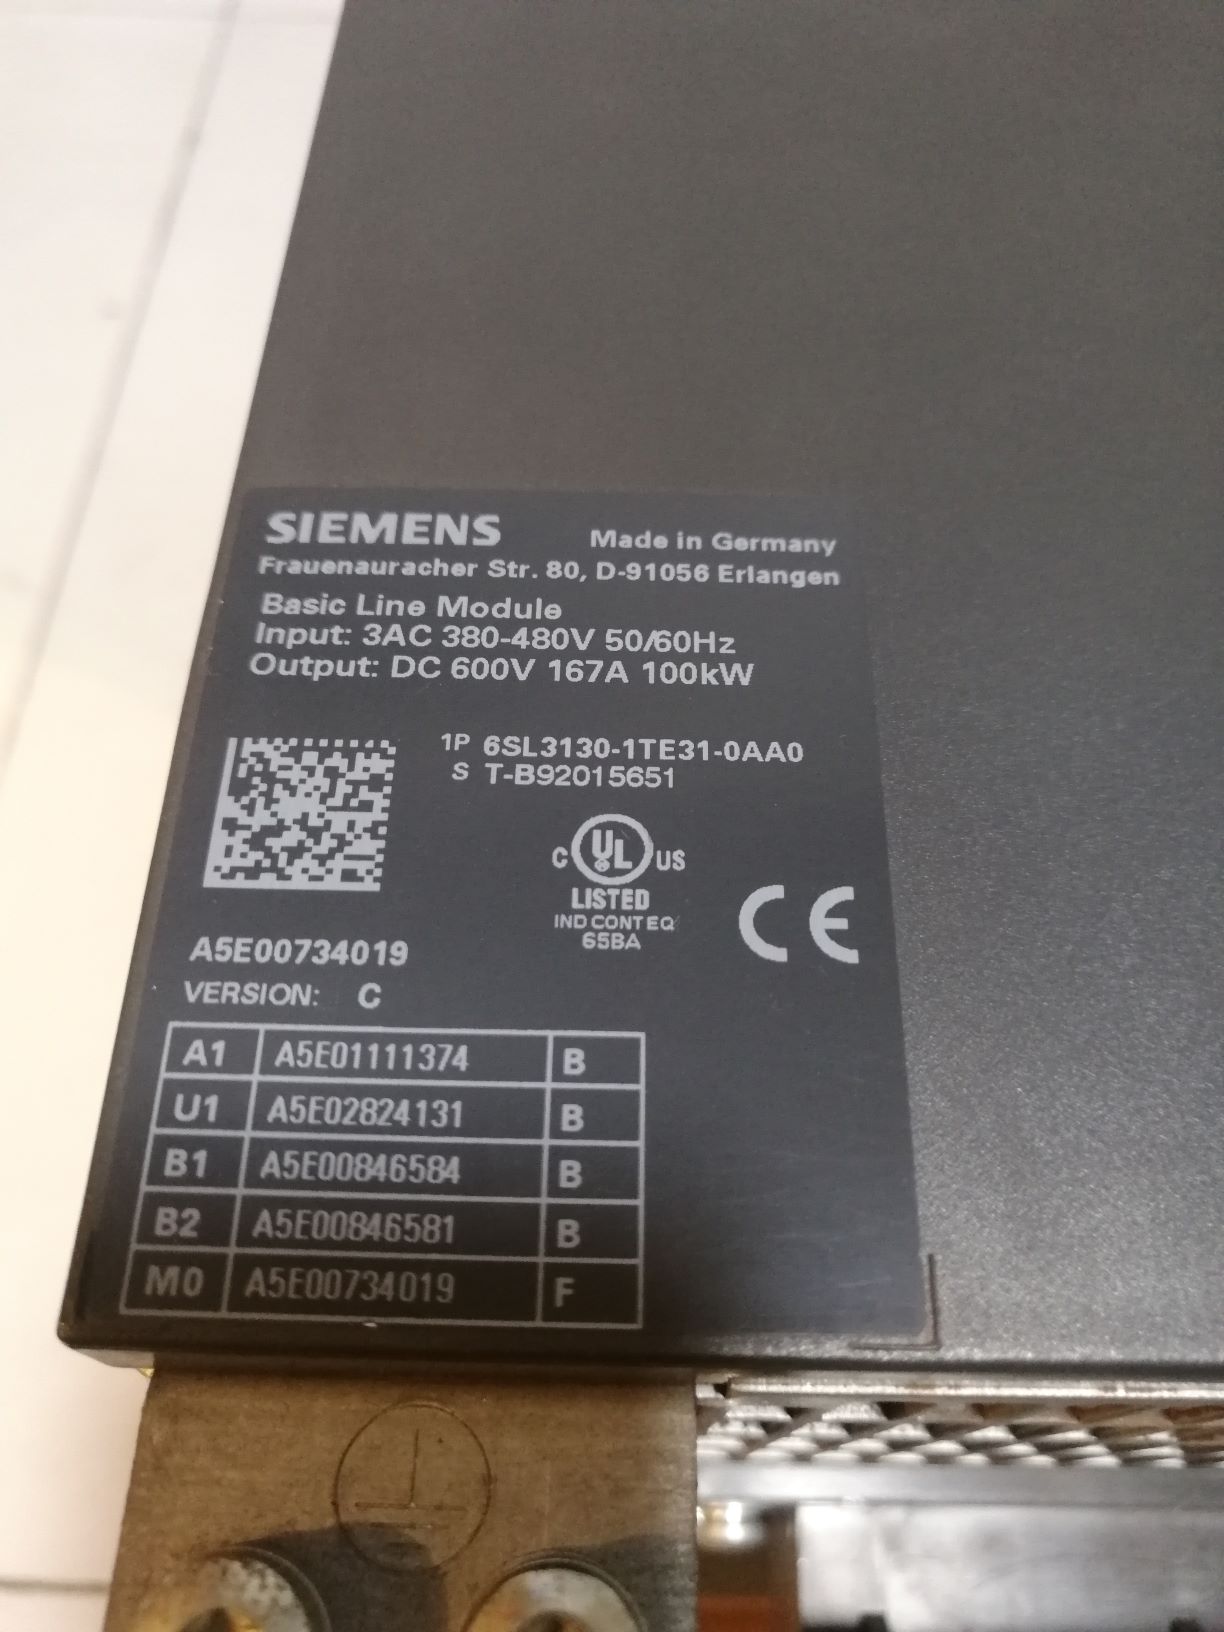 SIEMENS Made in Germany
Frauenauracher Str. 80, D-91056 Erlangen
Basic Line Module
Input: 3AC 380-480V 50/60Hz
Output: DC 600V 167A 100kW
1P 6SL3130-1TE31-0AA0
S T-B92015651
C UL US
LISTED
IND CONT EQ
65BA
CE
A5E00734019
VERSION: C
A1 A5E01111374 B
U1 A5E02824131 B
B1 A5E00846584 B
B2 A5E00846581 B
M0 A5E00734019 F